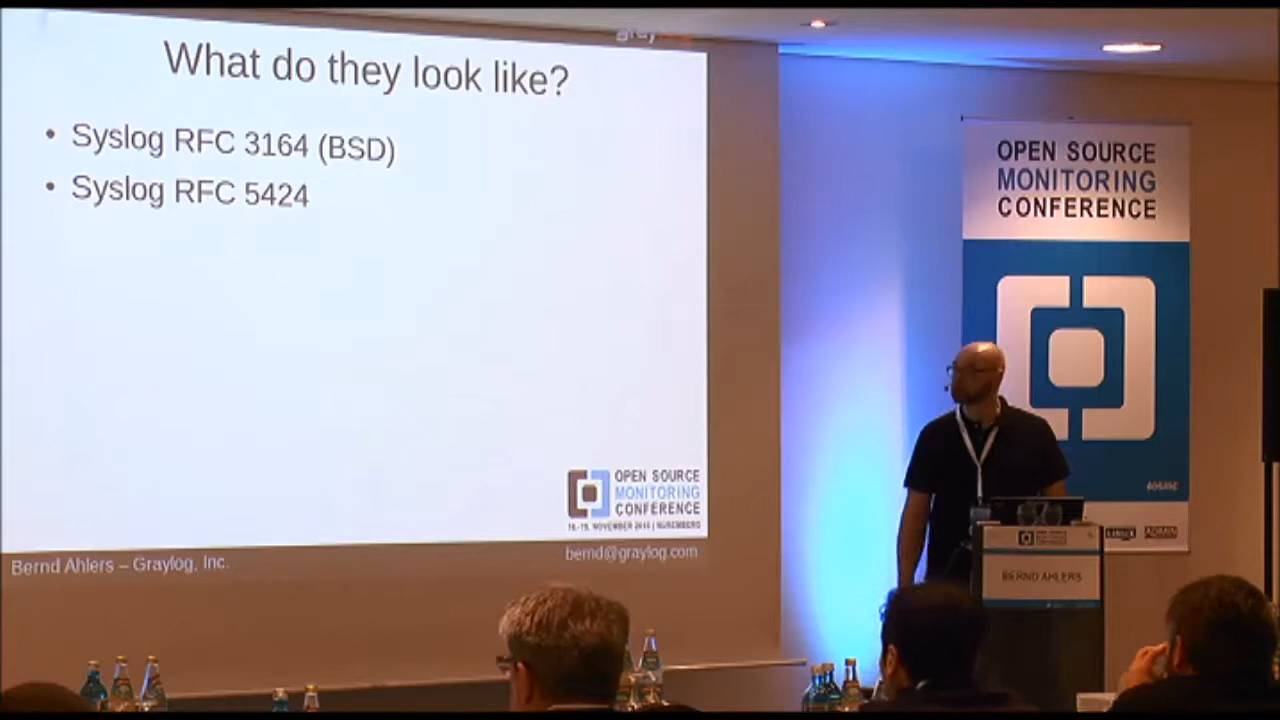 What do they look like?
• Syslog RFC 3164 (BSD)
• Syslog RFC 5424
OPEN SOURCE
MONITORING
CONFERENCE
NUREMBERG
Bernd Ahlers – Graylog, Inc.
bernd@graylog.com
OPEN SOURCE
MONITORING
CONFERENCE
BERND AHLERS